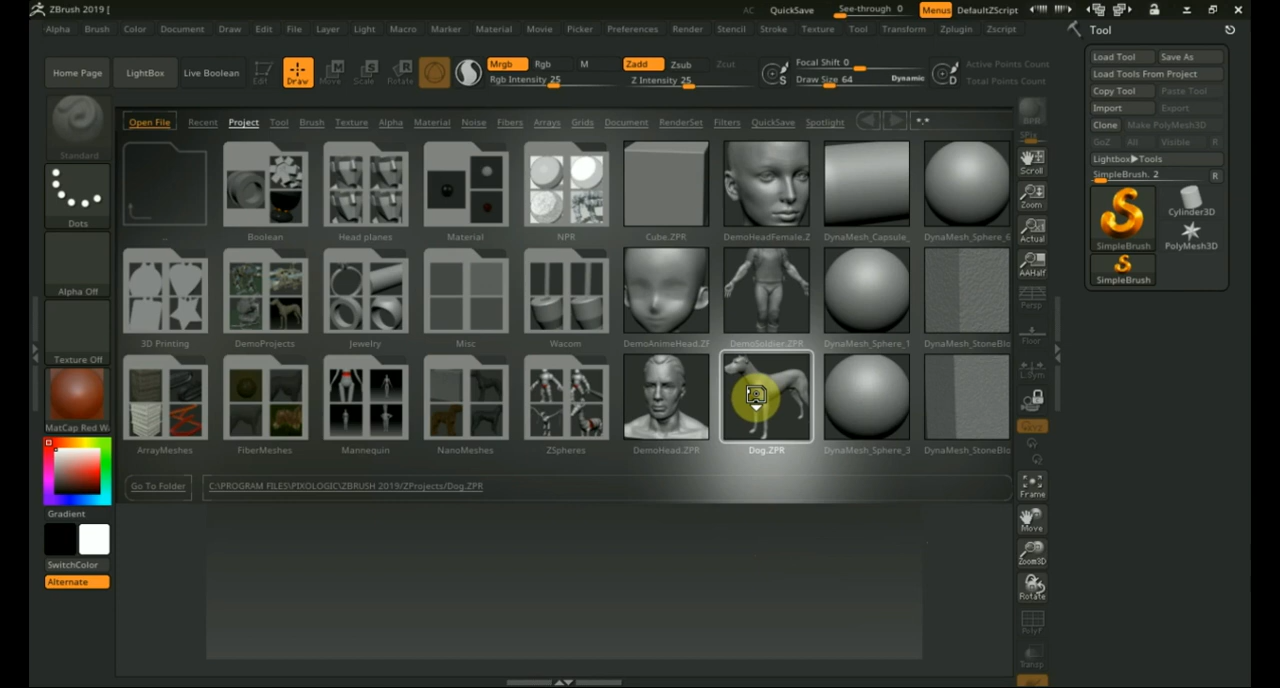 ZBrush 2019 [
AC QuickSave See-through 0 Menus DefaultZScript
Alpha Brush Color Document Draw Edit File Layer Light Macro Marker Material Movie Picker Preferences Render Stencil Stroke Texture Tool Transform Zplugin Zscript
Home Page LightBox Live Boolean Edit Draw Move Scale Rotate
Mrgb Rgb M Zadd Zsub Zcut
Rgb Intensity 25 Z Intensity 25
S Focal Shift 0 D Active Points Count
Draw Size 64 Dynamic Total Points Count
Open File Recent Project Tool Brush Texture Alpha Material Noise Fibers Arrays Grids Document RenderSet Filters QuickSave Spotlight *.*
.. Boolean Head planes Material NPR Cube.ZPR DemoHeadFemale.Z DynaMesh_Capsule_ DynaMesh_Sphere_6
3D Printing DemoProjects Jewelry Misc Wacom DemoAnimeHead.ZP DemoSoldier.ZPR DynaMesh_Sphere_1 DynaMesh_StoneBlo
ArrayMeshes FiberMeshes Mannequin NanoMeshes ZSpheres DemoHead.ZPR Dog.ZPR DynaMesh_Sphere_3 DynaMesh_StoneBlo
Go To Folder C:\PROGRAM FILES\PIXOLOGIC\ZBRUSH 2019/ZProjects/Dog.ZPR
Standard
Dots
Alpha Off
Texture Off
MatCap Red W
Gradient
SwitchColor
Alternate
BPR
SPix
Scroll
Zoom
Actual
AAHalf
Persp
Floor
L.Sym
Frame
Move
Zoom3D
Rotate
PolyF
Transp
Tool
Load Tool Save As
Load Tools From Project
Copy Tool Paste Tool
Import Export
Clone Make PolyMesh3D
GoZ All Visible R
Lightbox▶Tools
SimpleBrush. 2 R
SimpleBrush Cylinder3D
PolyMesh3D
SimpleBrush